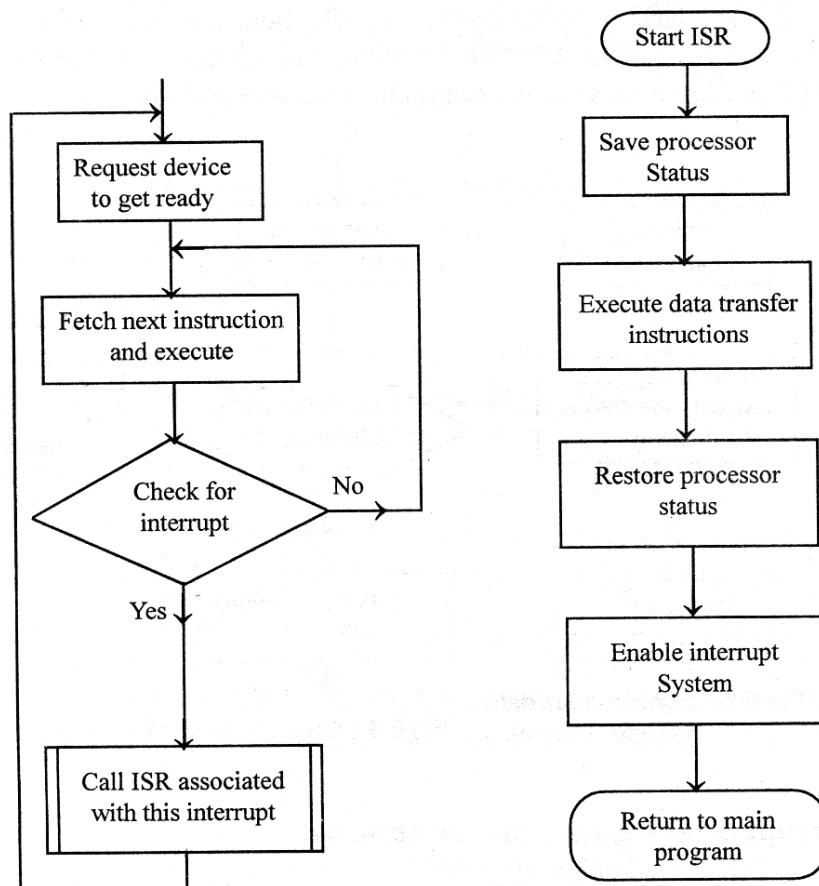 Request device
to get ready
Fetch next instruction
and execute
Check for
interrupt
No
Yes
Call ISR associated
with this interrupt
Start ISR
Save processor
Status
Execute data transfer
instructions
Restore processor
status
Enable interrupt
System
Return to main
program